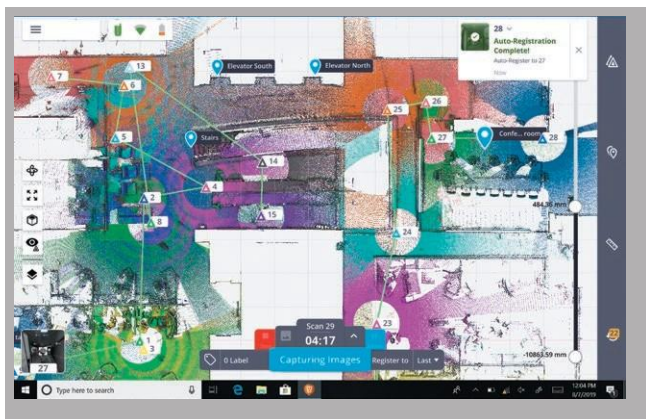 28
Auto-Registration
Complete!
Auto-Register to 27
Now
7
13
6
Elevator South
Elevator North
25
26
27
5
Stairs
Confe... room
28
14
4
2
8
15
484.36 mm
24
23
1
3
Scan 29
04:17
27
0 Label
Capturing Images
Register to
Last
-10863.59 mm
22
Type here to search
12:04 PM
8/7/2019